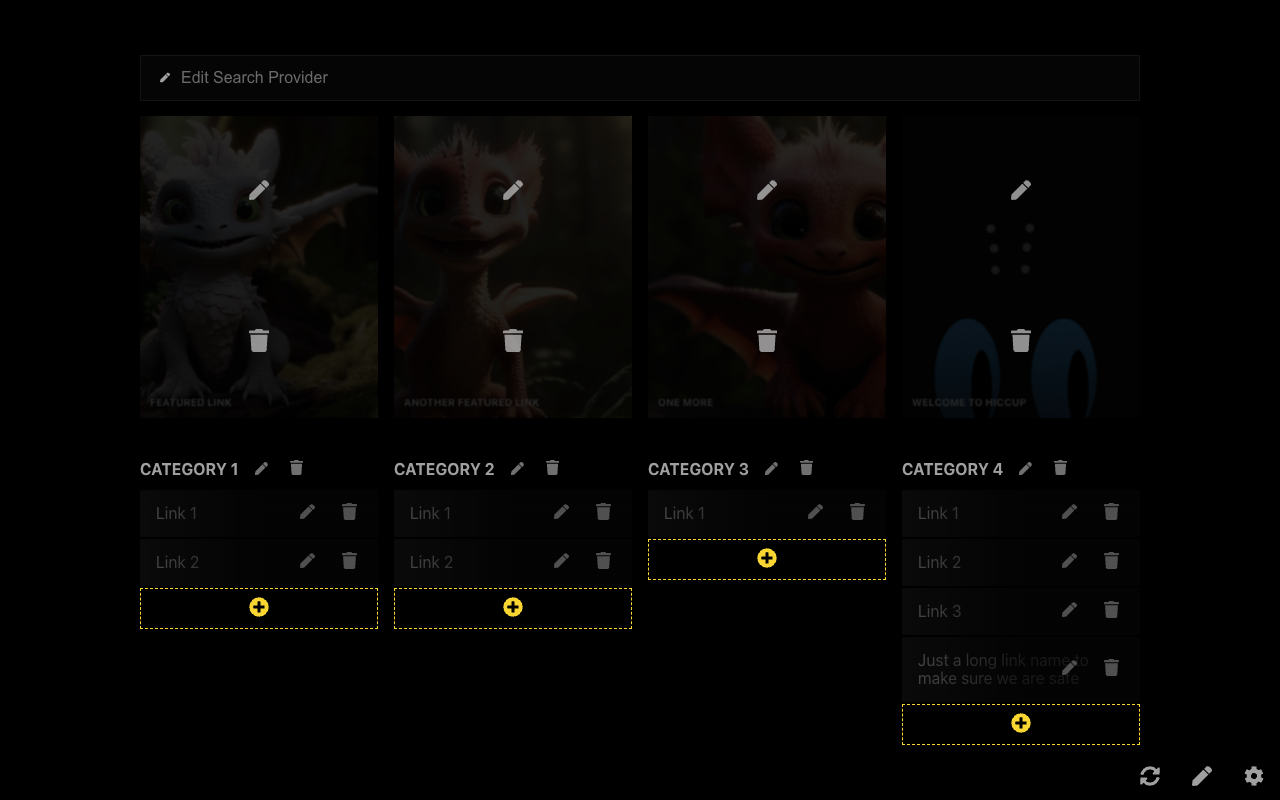 Edit Search Provider
FEATURED LINK
ANOTHER FEATURED LINK
ONE MORE
WELCOME TO HICCUP
CATEGORY 1
Link 1
Link 2
CATEGORY 2
Link 1
Link 2
CATEGORY 3
Link 1
CATEGORY 4
Link 1
Link 2
Link 3
Just a long link name to
make sure we are safe